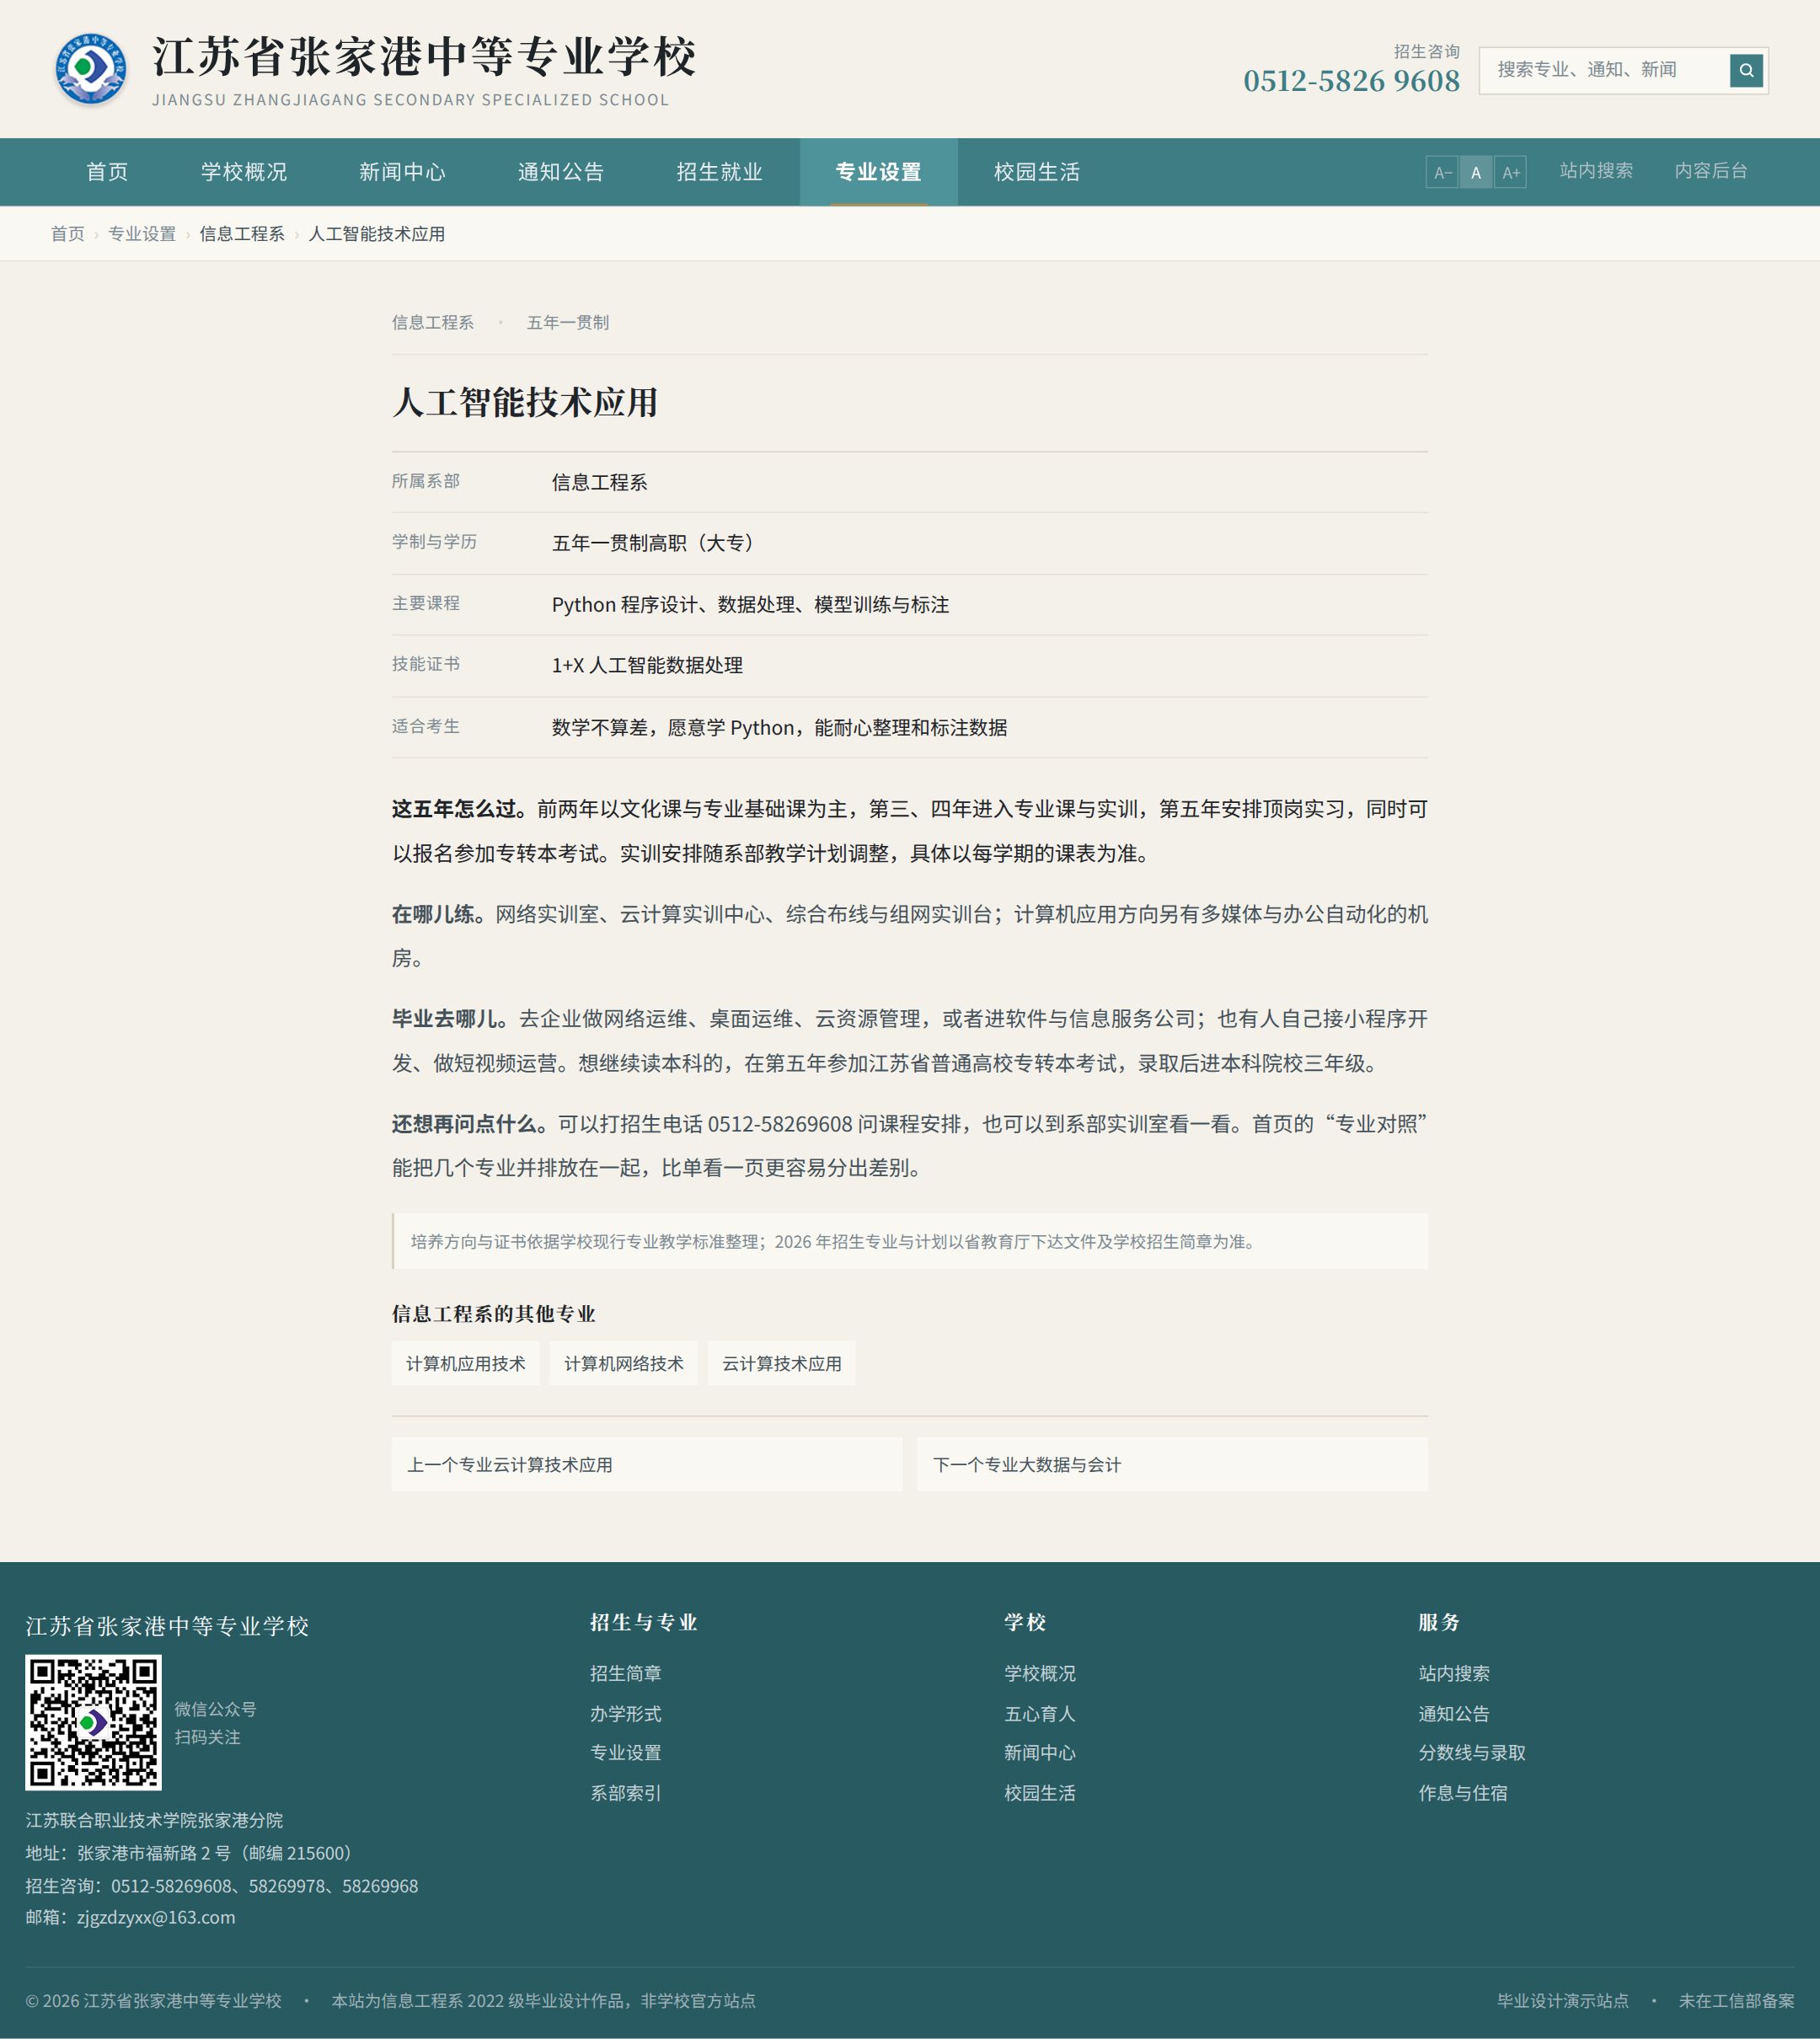 江苏省张家港中等专业学校
JIANGSU ZHANGJIAGANG SECONDARY SPECIALIZED SCHOOL
招生咨询
0512-5826 9608
搜索专业、通知、新闻
首页
学校概况
新闻中心
通知公告
招生就业
专业设置
校园生活
A−
A
A+
站内搜索
内容后台
首页 › 专业设置 › 信息工程系 › 人工智能技术应用
信息工程系 · 五年一贯制
人工智能技术应用
所属系部 信息工程系
学制与学历 五年一贯制高职（大专）
主要课程 Python 程序设计、数据处理、模型训练与标注
技能证书 1+X 人工智能数据处理
适合考生 数学不算差，愿意学 Python，能耐心整理和标注数据
这五年怎么过。前两年以文化课与专业基础课为主，第三、四年进入专业课与实训，第五年安排顶岗实习，同时可
以报名参加专转本考试。实训安排随系部教学计划调整，具体以每学期的课表为准。
在哪儿练。网络实训室、云计算实训中心、综合布线与组网实训台；计算机应用方向另有多媒体与办公自动化的机
房。
毕业去哪儿。去企业做网络运维、桌面运维、云资源管理，或者进软件与信息服务公司；也有人自己接小程序开
发、做短视频运营。想继续读本科的，在第五年参加江苏省普通高校专转本考试，录取后进本科院校三年级。
还想再问点什么。可以打招生电话 0512-58269608 问课程安排，也可以到系部实训室看一看。首页的“专业对照”
能把几个专业并排放在一起，比单看一页更容易分出差别。
培养方向与证书依据学校现行专业教学标准整理；2026 年招生专业与计划以省教育厅下达文件及学校招生简章为准。
信息工程系的其他专业
计算机应用技术
计算机网络技术
云计算技术应用
上一个专业云计算技术应用
下一个专业大数据与会计
江苏省张家港中等专业学校
微信公众号
扫码关注
江苏联合职业技术学院张家港分院
地址：张家港市福新路 2 号（邮编 215600）
招生咨询：0512-58269608、58269978、58269968
邮箱：zjgzdzyxx@163.com
招生与专业
招生简章
办学形式
专业设置
系部索引
学校
学校概况
五心育人
新闻中心
校园生活
服务
站内搜索
通知公告
分数线与录取
作息与住宿
© 2026 江苏省张家港中等专业学校 · 本站为信息工程系 2022 级毕业设计作品，非学校官方站点
毕业设计演示站点 · 未在工信部备案